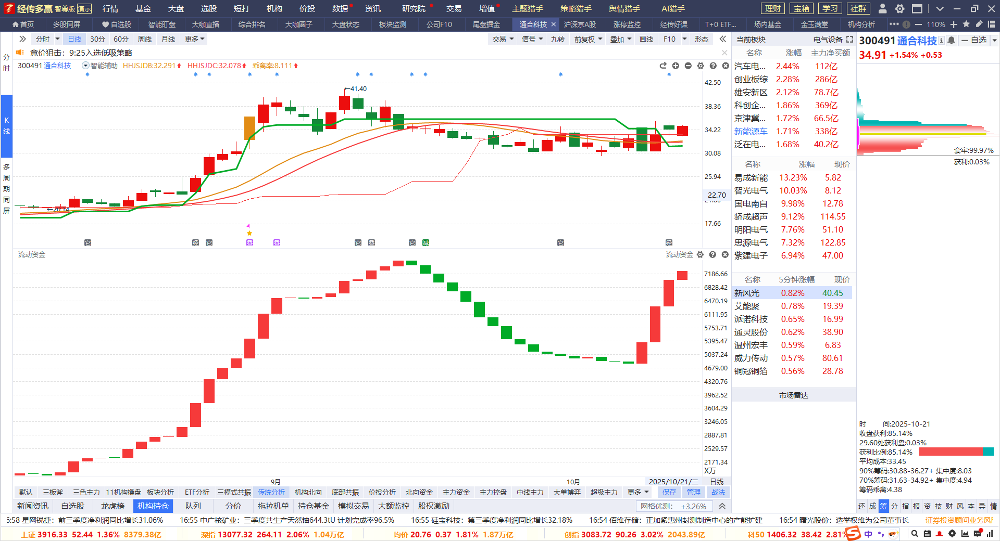 经传多赢 智尊版 演示 行情 基金 大盘 选股 短打 机构 价投 数据 资讯 研究院 交易 增值 主题猎手 策略猎手 舆情猎手 AI猎手 理财 宝箱 学习 社群
首页 多股同屏 自选股 智能盯盘 大咖直播 综合排名 大咖圈子 大盘状态 板块监测 公司F10 尾盘掘金 通合科技 沪深京A股 涨停监控 经传好课 T+0 ETF... 场内基金 金玉满堂 机构分析 110%
分时 日线 30分 60分 周线 月线 更多 交易 信号 九转 前复权 叠加 画线 F10 形态
竞价狙击：9:25入选低吸策略
300491 通合科技 智能辅助 HHJSJDB:32.291 HHJSJDC:32.078 乖离率:8.111
分时
K线
多周期同屏
←41.40
←20.14
42.50
38.36
34.22
30.08
25.94
22.70
17.66
它 经 它 叠 叠 它 叠 它 减 它 经
流动资金 流动资金
7186.66
6828.42
6470.19
6111.95
5753.71
5395.47
5037.24
4679.00
4320.76
3962.52
3604.29
3246.05
2887.81
2529.57
2171.34
X万
9月 10月 2025/10/21/二 日线
默认 三板斧 三色主力 11机构操盘 板块分析 ETF分析 三模式共振 传统分析 机构北向 底部共振 价投分析 北向资金 主力资金 主力控盘 中线主力 大单博弈 超级主力 更多 保存 管理 战法
新闻资讯 自选股 龙虎榜 机构持仓 队列 分价 拖拉机单 持仓基金 模拟交易 大额监控 股权激励 网格优测： +3.26%
当前板块 电气设备
名称 涨幅 主力净买额
汽车电... 2.44% 112亿
创业板综 2.28% 286亿
雄安新区 2.12% 78.7亿
科创企... 1.86% 369亿
京津冀... 1.72% 66.5亿
新能源车 1.71% 338亿
泛在电... 1.68% 40.2亿
名称 涨幅 现价
易成新能 13.23% 5.82
智光电气 10.03% 8.12
国电南自 9.98% 12.78
骄成超声 9.12% 114.55
明阳电气 7.76% 51.10
思源电气 7.32% 122.85
紫建电子 6.94% 47.00
名称 5分钟涨幅 现价
新风光 0.82% 40.45
艾能聚 0.78% 19.39
派诺科技 0.65% 16.99
通灵股份 0.62% 38.90
温州宏丰 0.59% 6.83
威力传动 0.57% 80.61
铜冠铜箔 0.56% 28.78
市场雷达
300491 通合科技 自选
34.91 +1.54% +0.53
套牢:99.97%
获利:0.03%
时 间:2025-10-21
收盘获利:85.14%
29.60处获利盘:0.03%
获利比例:85.14%
平均成本:33.45
90%筹码:30.88-36.27+ 集中度:8.03
70%筹码:31.63-34.92+ 集中度:4.94
筹码乖离:4.38
还 成 筹 分 指 报 资 技 财 风 本 异 情
6:58 星网锐捷：前三季度净利润同比增长31.06% 16:55 中广核矿业：三季度共生产天然铀644.3tU 计划完成率96.5% 16:55 硅宝科技：第三季度净利润同比增长32.18% 16:54 佰维存储：正加紧惠州封测制造中心的产能扩建 16:54 曙光股份：选举权维为公司董事长 证券投资顾问业务风
上证 3916.33 52.44 1.36% 8379.38亿 深指 13077.32 264.11 2.06% 1.04万亿 均价 20.76 0.37 1.81% 1.87万亿 创指 3083.72 90.26 3.02% 2043.89亿 科50 1406.32 38.42 2.81% 中